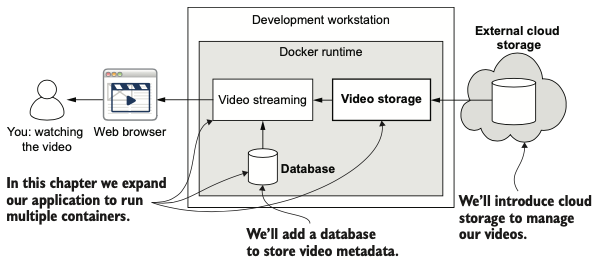 Development workstation
External cloud
storage
Docker runtime
Video streaming
Video storage
You: watching
the video
Web browser
Database
In this chapter we expand
our application to run
multiple containers.
We'll add a database
to store video metadata.
We'll introduce cloud
storage to manage
our videos.